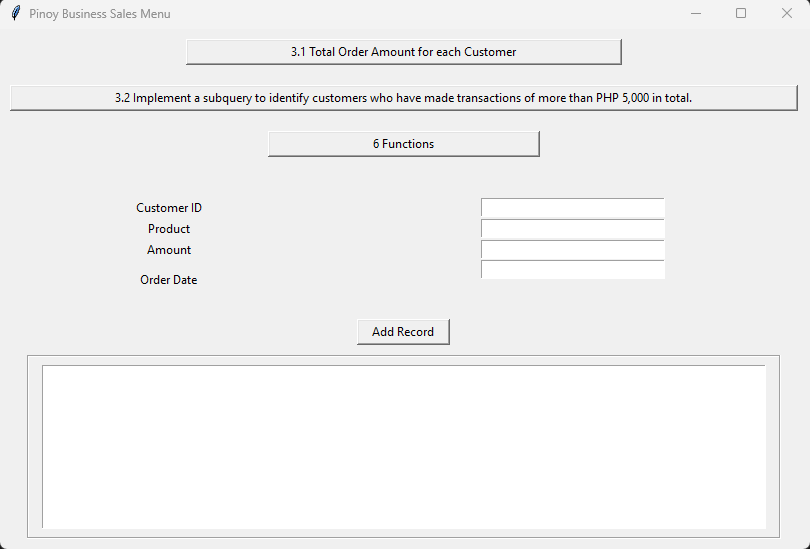 Pinoy Business Sales Menu
3.1 Total Order Amount for each Customer
3.2 Implement a subquery to identify customers who have made transactions of more than PHP 5,000 in total.
6 Functions
Customer ID
Product
Amount
Order Date
Add Record